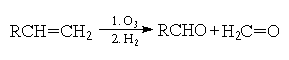 RCH=CH₂ 1. O₃ 2. H₂ RCHO + H₂C=O